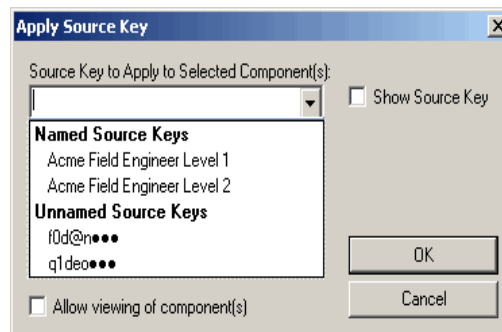 Apply Source Key
Source Key to Apply to Selected Component(s):
Show Source Key
Named Source Keys
Acme Field Engineer Level 1
Acme Field Engineer Level 2
Unnamed Source Keys
f0d@n●●●
q1deo●●●
OK
Allow viewing of component(s)
Cancel